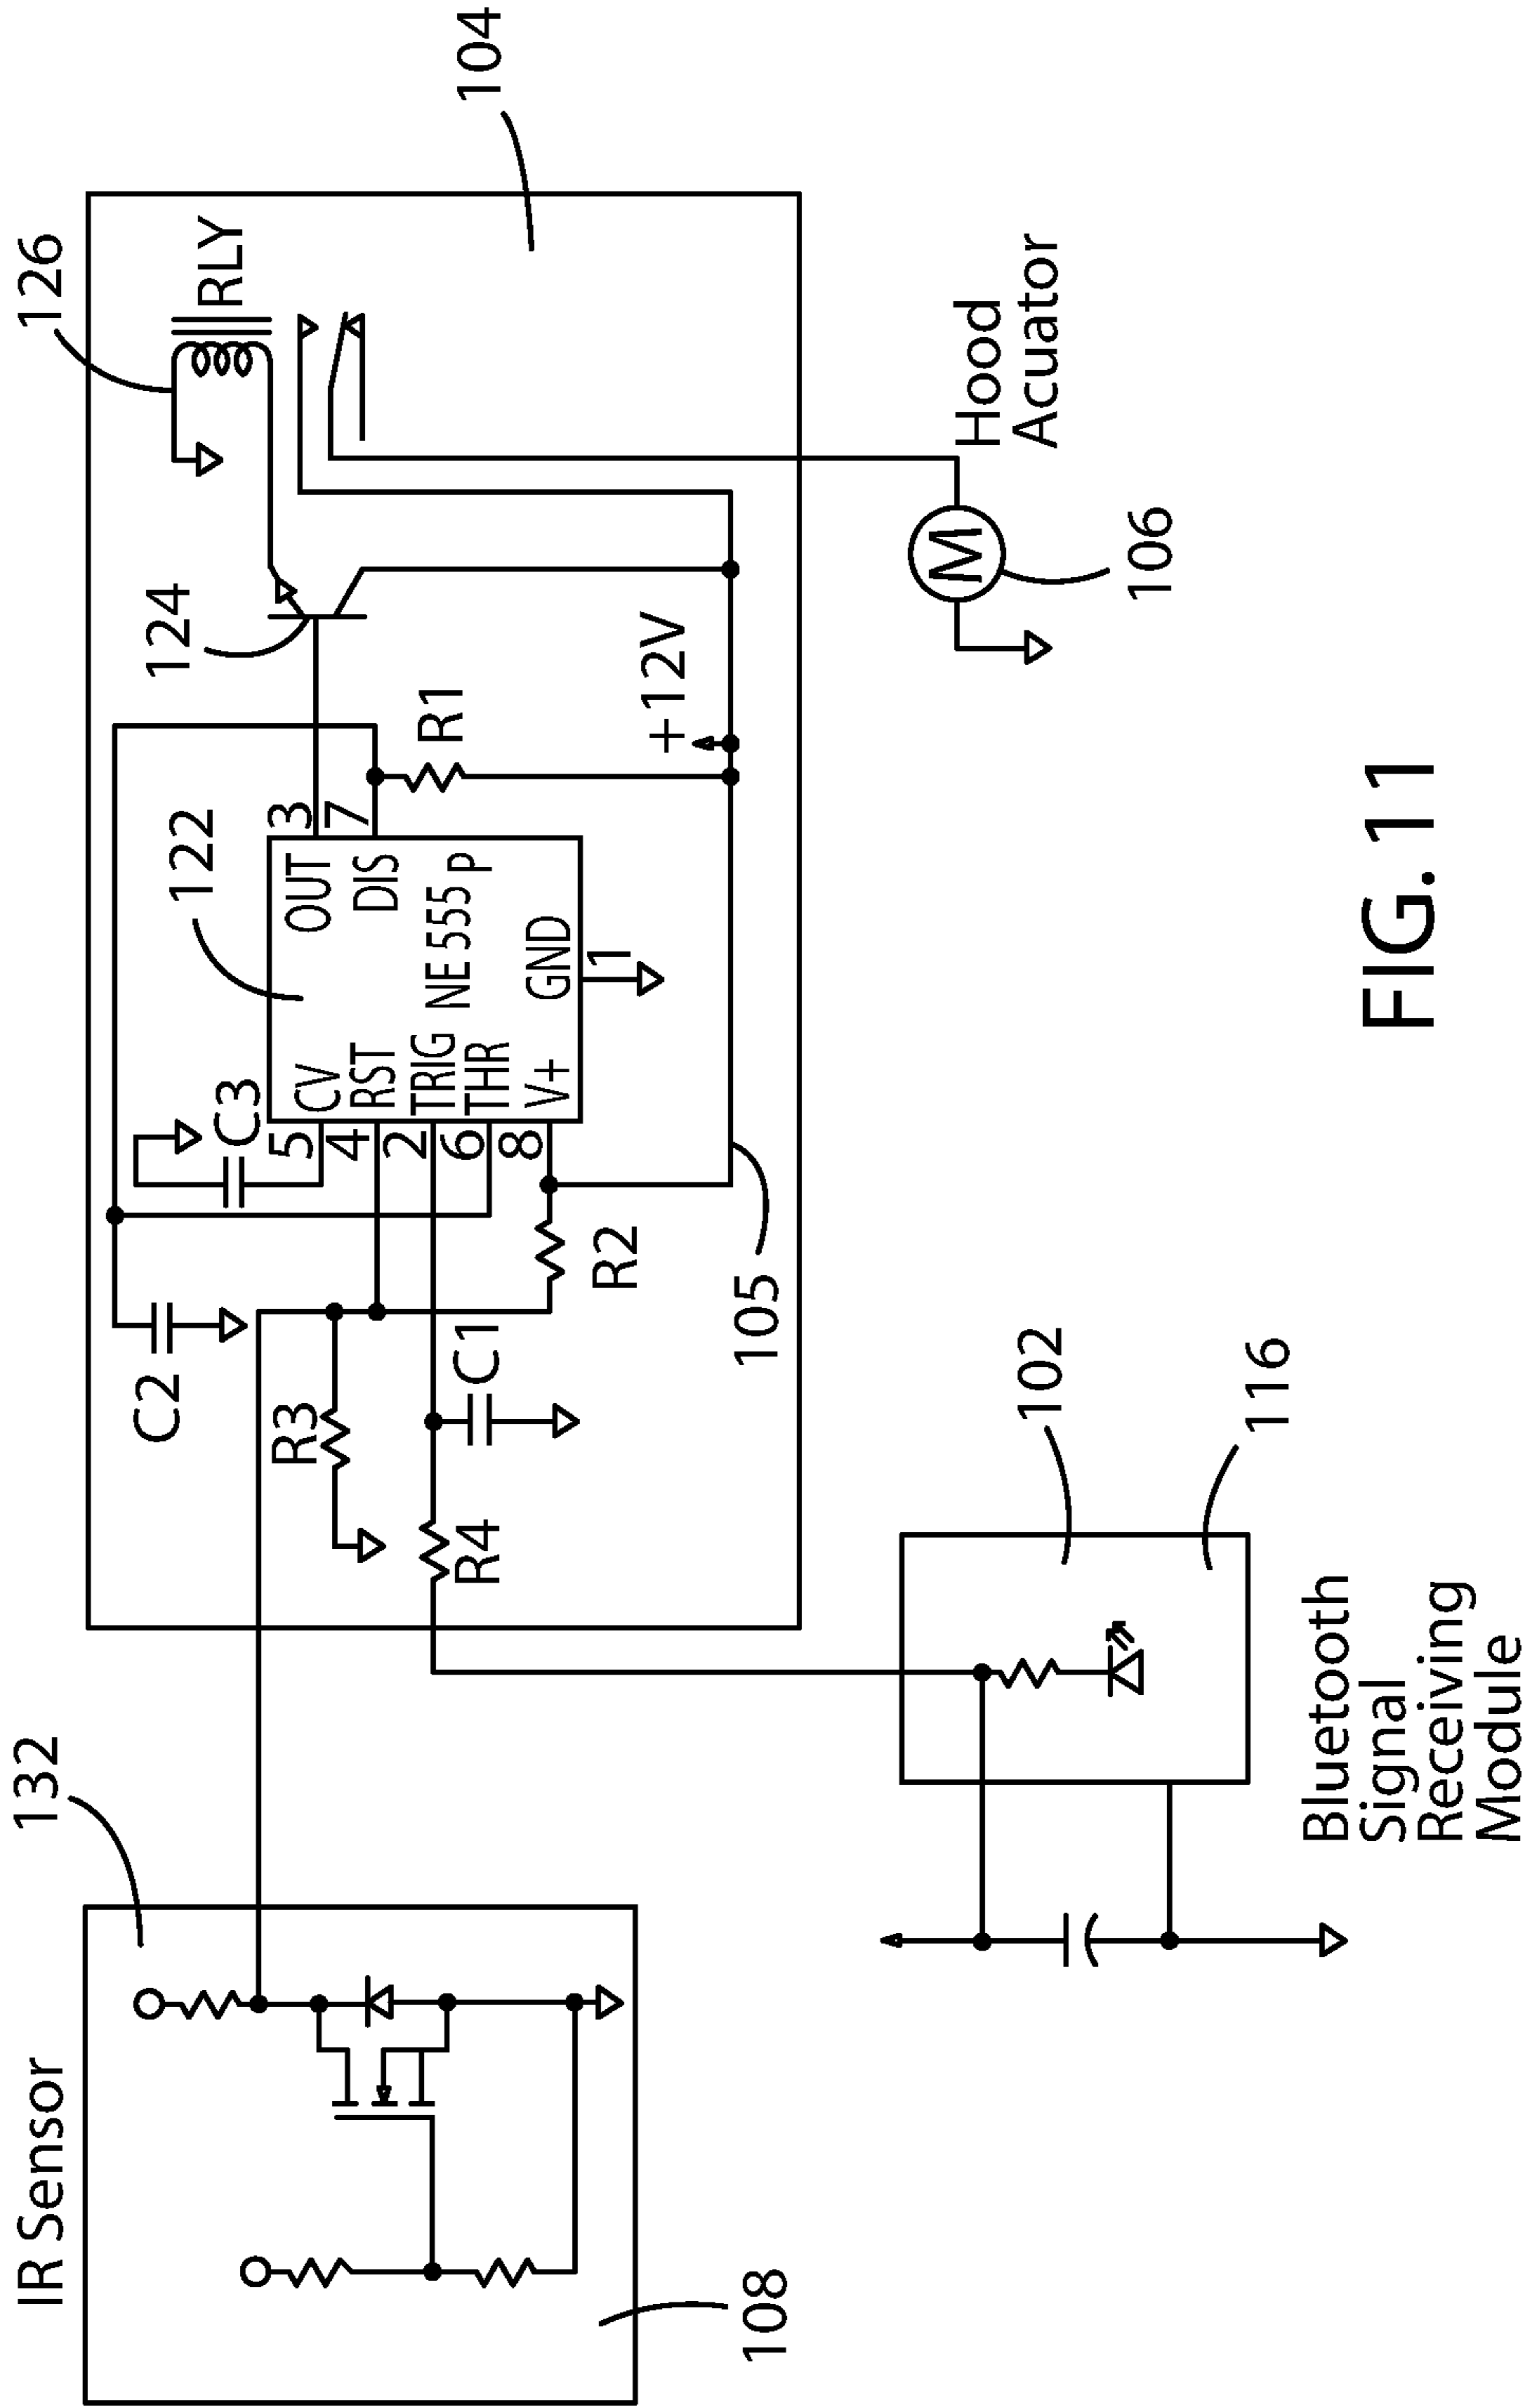 IR Sensor
132
108
126
RLY
104
124
122
C2
C3
R3
R4
C1
R2
R1
+12V
105
5
4
2
6
8
3
7
1
CV
RST
TRIG
THR
V+
OUT
DIS
NE 555 P
GND
Hood
Acuator
M
106
102
116
Bluetooth
Signal
Receiving
Module
FIG. 11